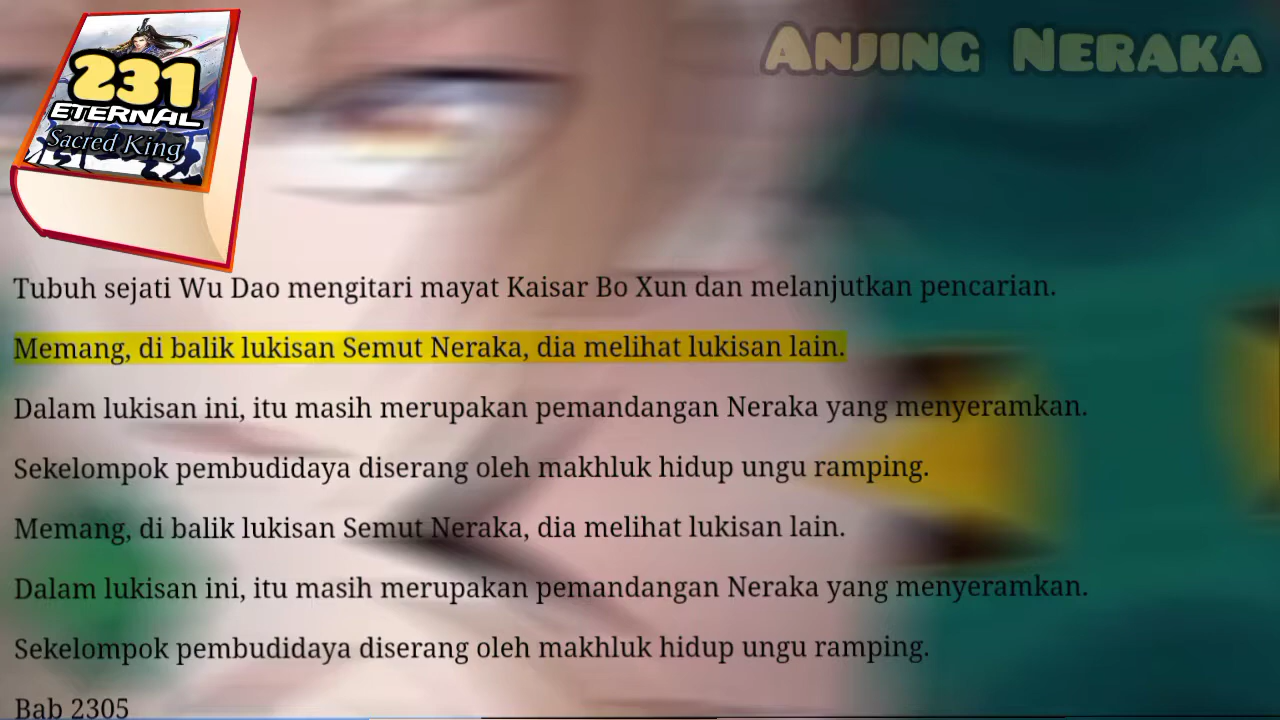 231
ETERNAL
Sacred King
ANJING NERAKA
Tubuh sejati Wu Dao mengitari mayat Kaisar Bo Xun dan melanjutkan pencarian.
Memang, di balik lukisan Semut Neraka, dia melihat lukisan lain.
Dalam lukisan ini, itu masih merupakan pemandangan Neraka yang menyeramkan.
Sekelompok pembudidaya diserang oleh makhluk hidup ungu ramping.
Memang, di balik lukisan Semut Neraka, dia melihat lukisan lain.
Dalam lukisan ini, itu masih merupakan pemandangan Neraka yang menyeramkan.
Sekelompok pembudidaya diserang oleh makhluk hidup ungu ramping.
Bab 2305